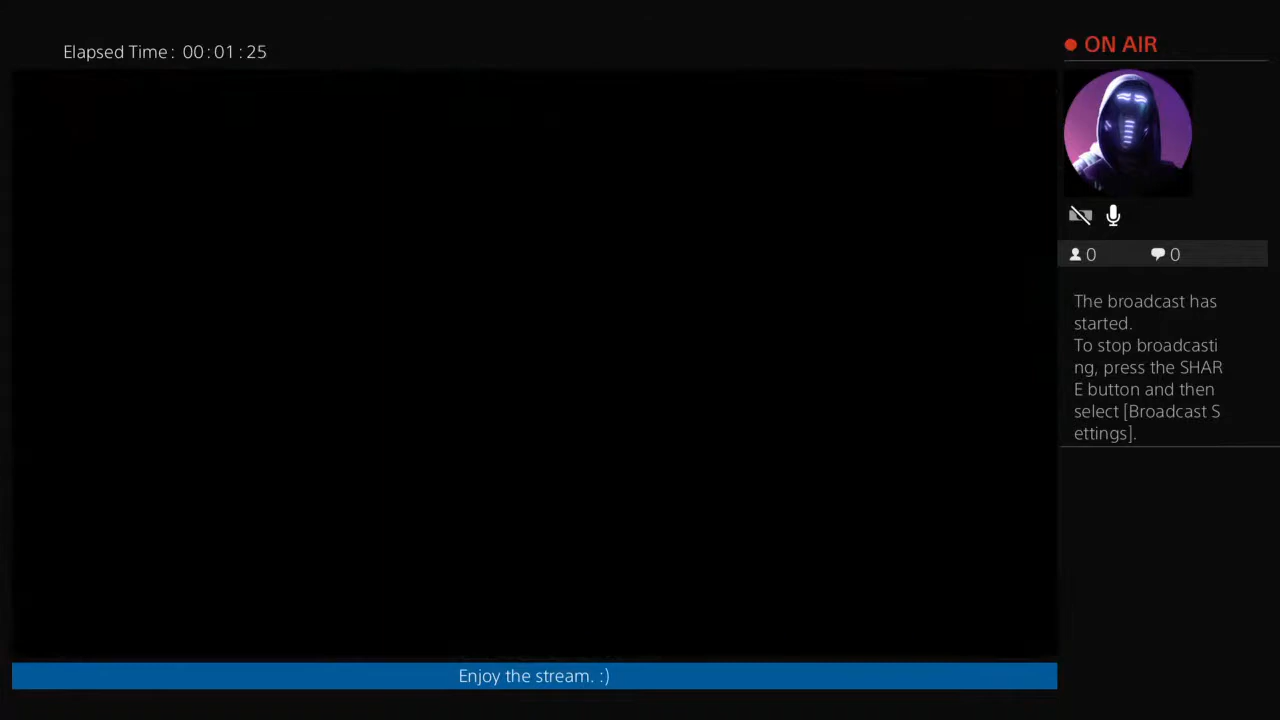 Elapsed Time: 00:01:25
ON AIR
0 0
The broadcast has
started.
To stop broadcasti
ng, press the SHAR
E button and then
select [Broadcast S
ettings].
Enjoy the stream. :)